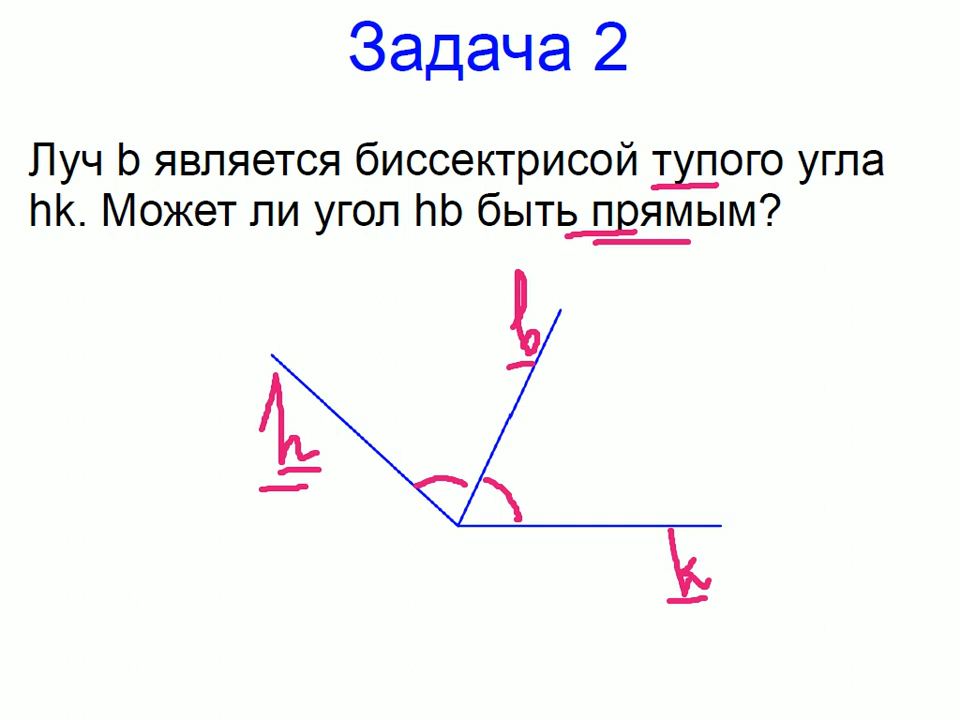 Задача 2
Луч b является биссектрисой тупого угла
hk. Может ли угол hb быть прямым?
b
h
k